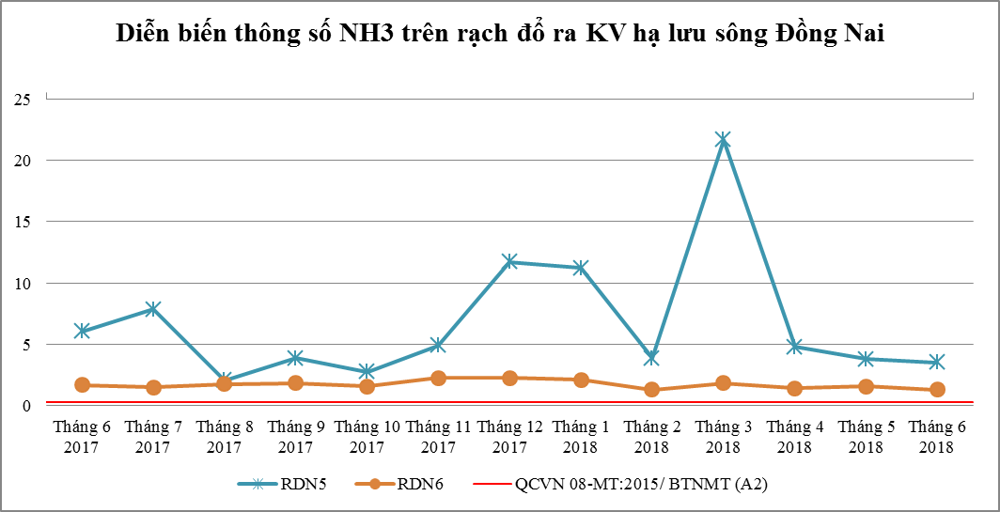 Diễn biến thông số NH3 trên rạch đổ ra KV hạ lưu sông Đồng Nai
25
20
15
10
5
0
Tháng 6 Tháng 7 Tháng 8 Tháng 9 Tháng 10 Tháng 11 Tháng 12 Tháng 1 Tháng 2 Tháng 3 Tháng 4 Tháng 5 Tháng 6
2017 2017 2017 2017 2017 2017 2017 2018 2018 2018 2018 2018 2018
RDN5 RDN6 QCVN 08-MT:2015/ BTNMT (A2)